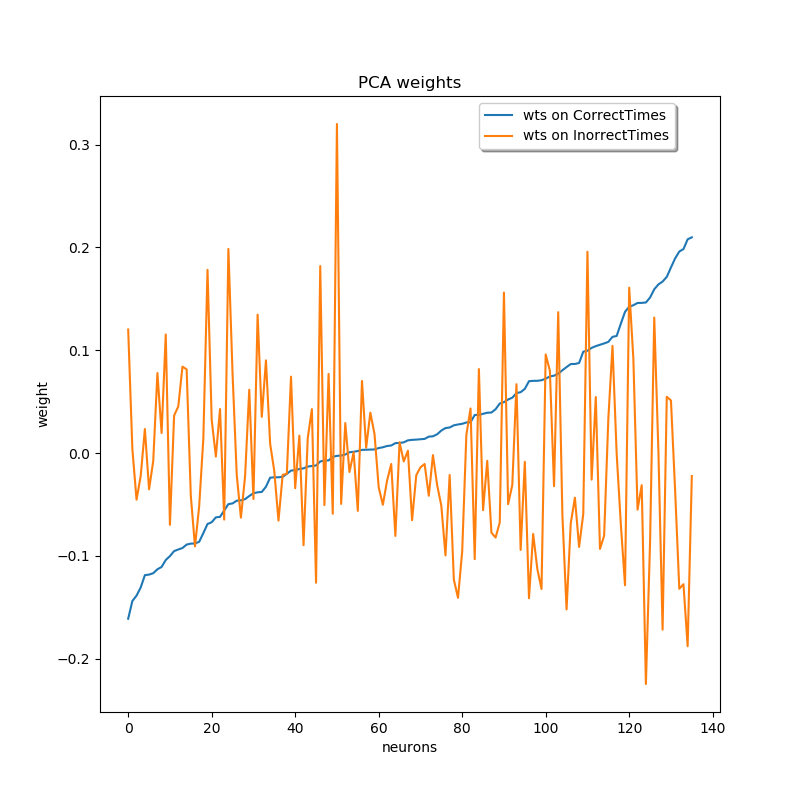 PCA weights
wts on CorrectTimes
wts on InorrectTimes
0.3
0.2
0.1
0.0
−0.1
−0.2
weight
0 20 40 60 80 100 120 140
neurons